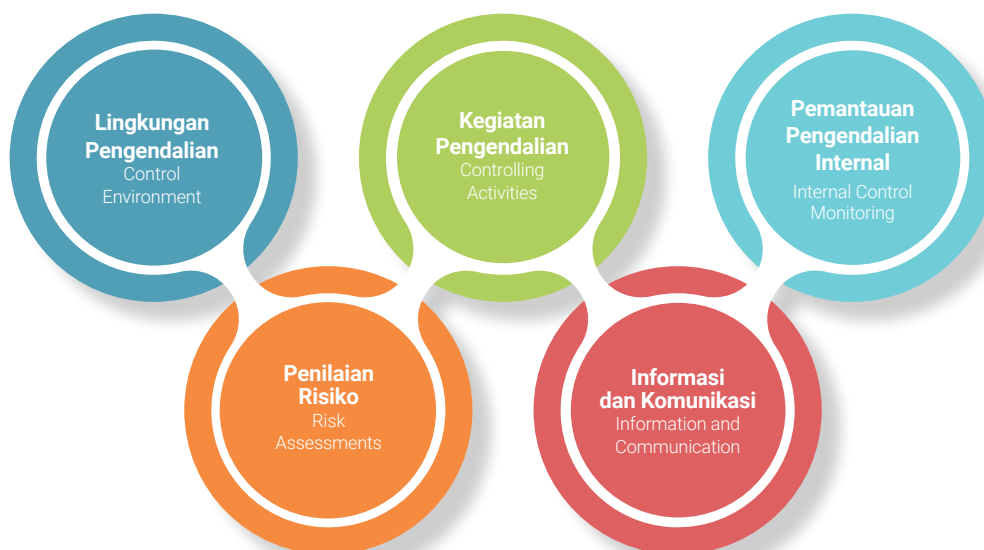 Lingkungan
Pengendalian
Control
Environment
Penilaian
Risiko
Risk
Assessments
Kegiatan
Pengendalian
Controlling
Activities
Informasi
dan Komunikasi
Information and
Communication
Pemantauan
Pengendalian
Internal
Internal Control
Monitoring